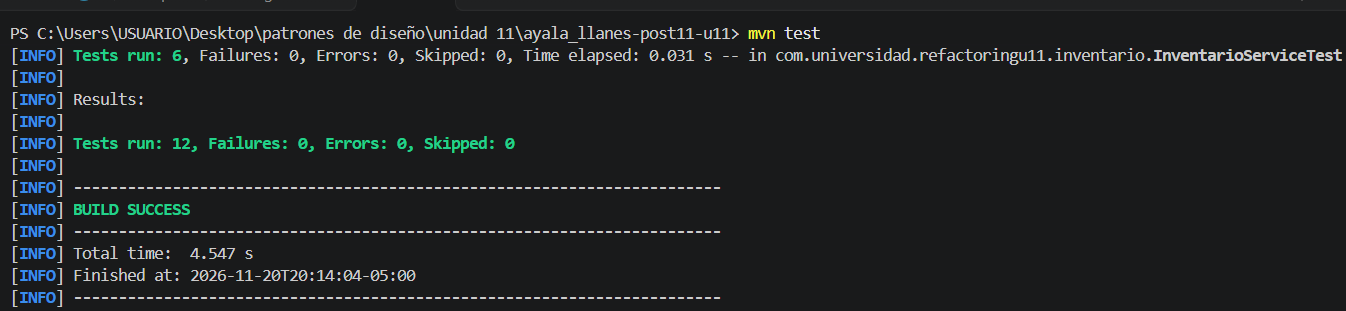 PS C:\Users\USUARIO\Desktop\patrones de diseño\unidad 11\ayala_llanes-post11-u11> mvn test
[INFO] Tests run: 6, Failures: 0, Errors: 0, Skipped: 0, Time elapsed: 0.031 s -- in com.universidad.refactoringu11.inventario.InventarioServiceTest
[INFO]
[INFO] Results:
[INFO]
[INFO] Tests run: 12, Failures: 0, Errors: 0, Skipped: 0
[INFO]
[INFO] ------------------------------------------------------------------------
[INFO] BUILD SUCCESS
[INFO] ------------------------------------------------------------------------
[INFO] Total time:  4.547 s
[INFO] Finished at: 2026-11-20T20:14:04-05:00
[INFO] ------------------------------------------------------------------------